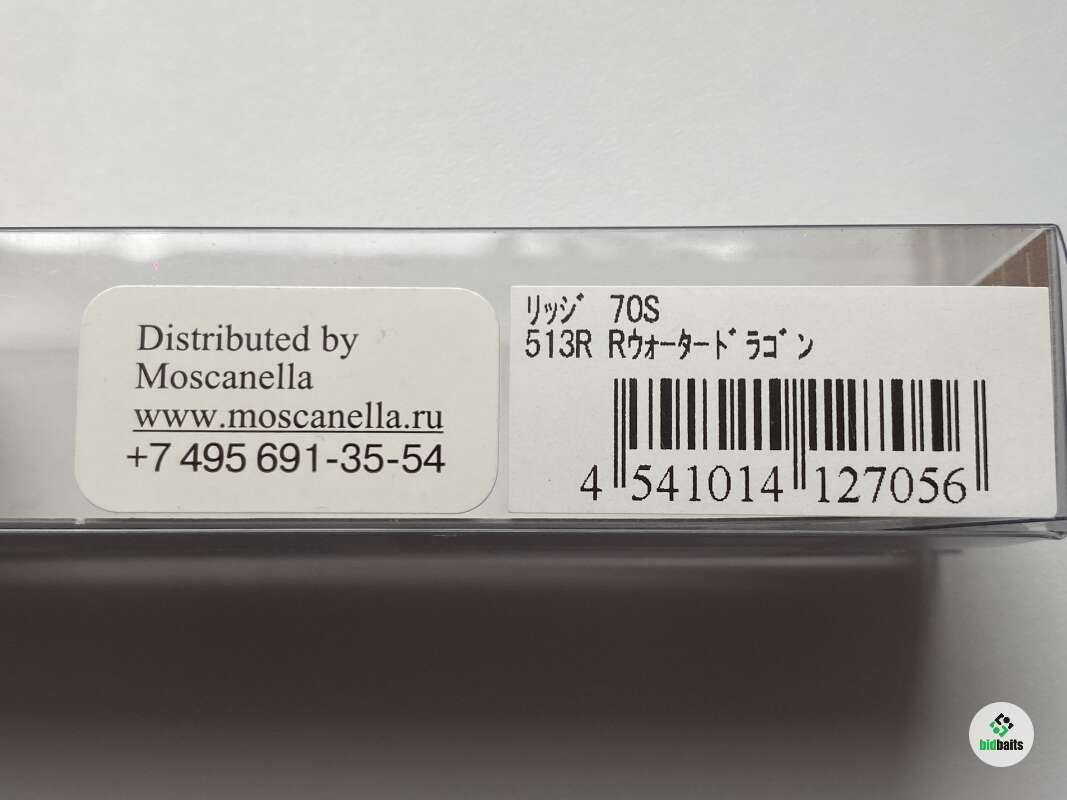 Distributed by
Moscanella
www.moscanella.ru
+7 495 691-35-54
ﾘｯｼﾞ 70S
513R Rｳｫｰﾀｰﾄﾞﾗｺﾞﾝ
4 541014 127056
bidbaits